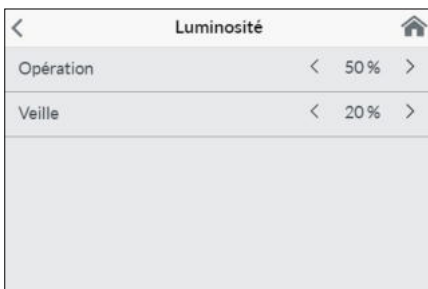 Luminosité
Opération < 50 % >
Veille < 20 % >